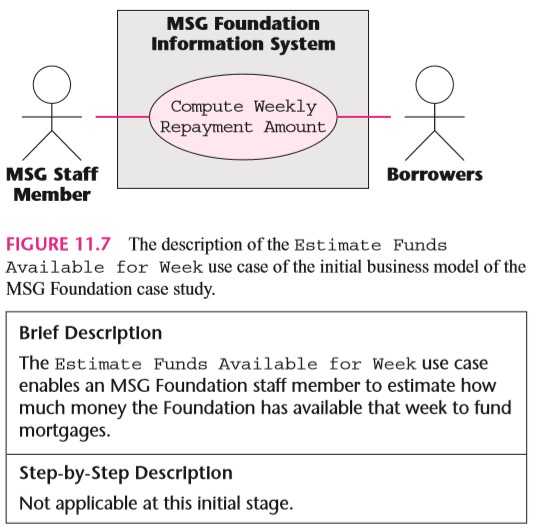 MSG Foundation
Information System
Compute Weekly
Repayment Amount
MSG Staff
Member
Borrowers
FIGURE 11.7 The description of the Estimate Funds
Available for Week use case of the initial business model of the
MSG Foundation case study.
Brief Description
The Estimate Funds Available for Week use case
enables an MSG Foundation staff member to estimate how
much money the Foundation has available that week to fund
mortgages.
Step-by-Step Description
Not applicable at this initial stage.